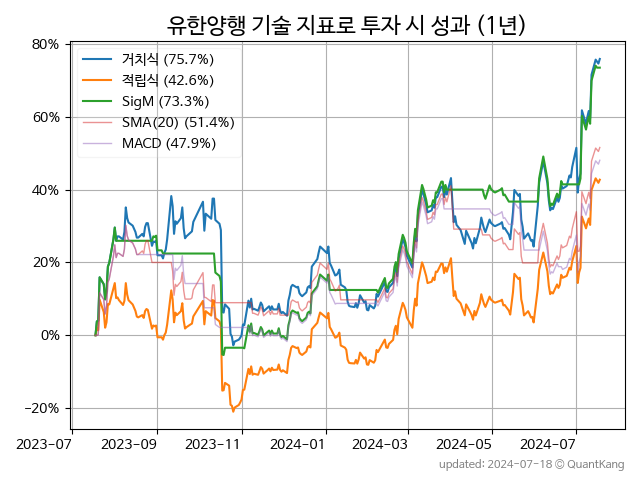 유한양행 기술 지표로 투자 시 성과 (1년)
80%
60%
40%
20%
0%
−20%
거치식 (75.7%)
적립식 (42.6%)
SigM (73.3%)
SMA(20) (51.4%)
MACD (47.9%)
2023-07 2023-09 2023-11 2024-01 2024-03 2024-05 2024-07
updated: 2024-07-18 © QuantKang